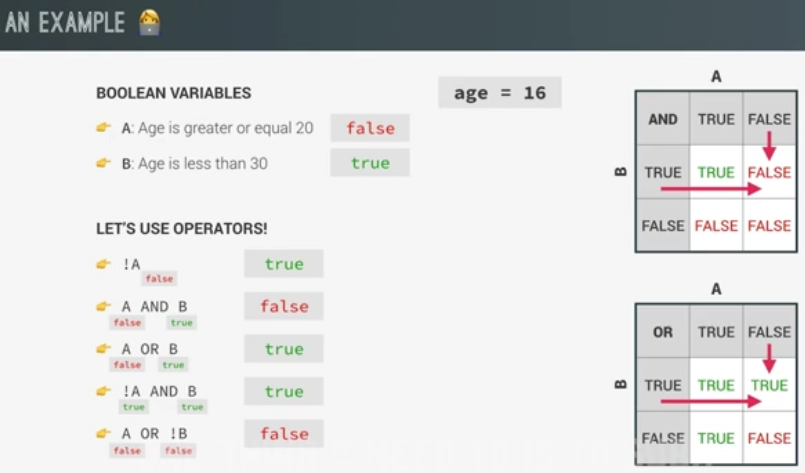 AN EXAMPLE
BOOLEAN VARIABLES
age = 16
A: Age is greater or equal 20
false
B: Age is less than 30
true
LET'S USE OPERATORS!
!A
false
true
A AND B
false
true
false
A OR B
false
true
true
!A AND B
true
true
true
A OR !B
false
false
false
A
AND TRUE FALSE
B
TRUE TRUE FALSE
FALSE FALSE FALSE
A
OR TRUE FALSE
B
TRUE TRUE TRUE
FALSE TRUE FALSE